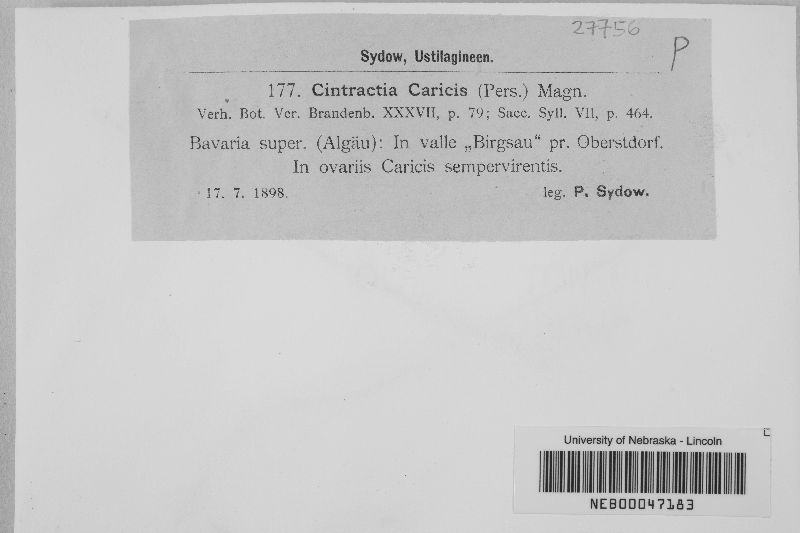 27756
P
Sydow, Ustilagineen.
177. Cintractia Caricis (Pers.) Magn.
Verh. Bot. Ver. Brandenb. XXXVII, p. 79; Sacc. Syll. VII, p. 464.
Bavaria super. (Algäu): In valle „Birgsau“ pr. Oberstdorf.
In ovariis Caricis sempervirentis.
17. 7. 1898. leg. P. Sydow.
University of Nebraska - Lincoln
NEB00047183